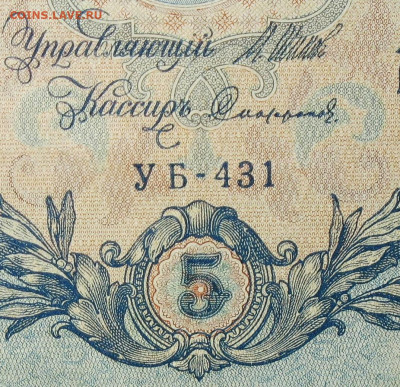 COINS.LAVE.RU
Управляющій
Кассиръ
УБ-431
5